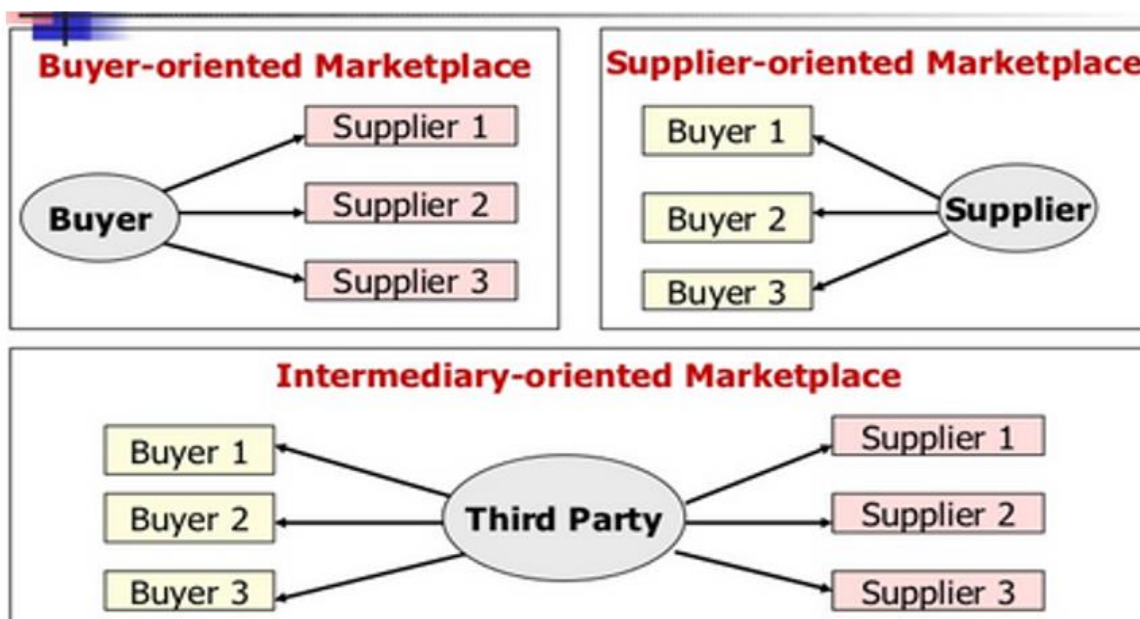 Buyer-oriented Marketplace
Supplier 1
Buyer
Supplier 2
Supplier 3
Supplier-oriented Marketplace
Buyer 1
Buyer 2
Supplier
Buyer 3
Intermediary-oriented Marketplace
Buyer 1
Buyer 2
Buyer 3
Third Party
Supplier 1
Supplier 2
Supplier 3